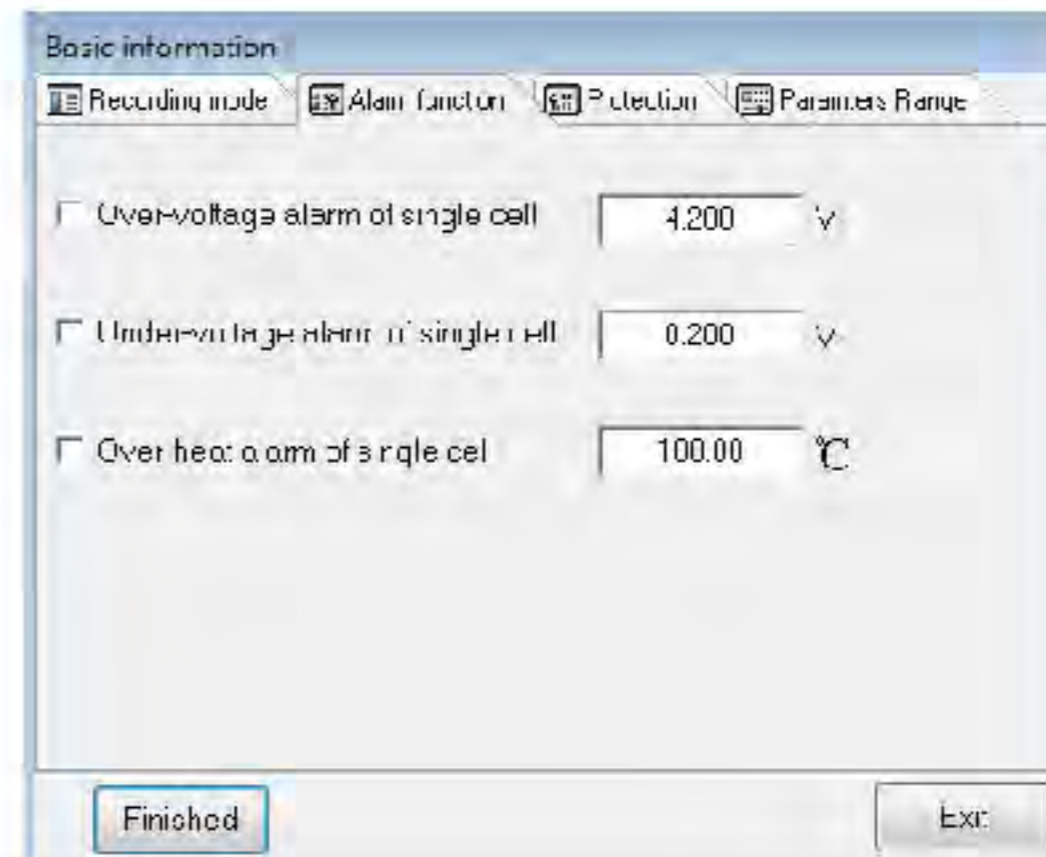 Basic information
Recording mode Alarm function Protection Parameters Range
Over-voltage alarm of single cell 4.200 V
Under-voltage alarm of single cell 0.200 V
Over heat alarm of single cell 100.00 ℃
Finished Exit